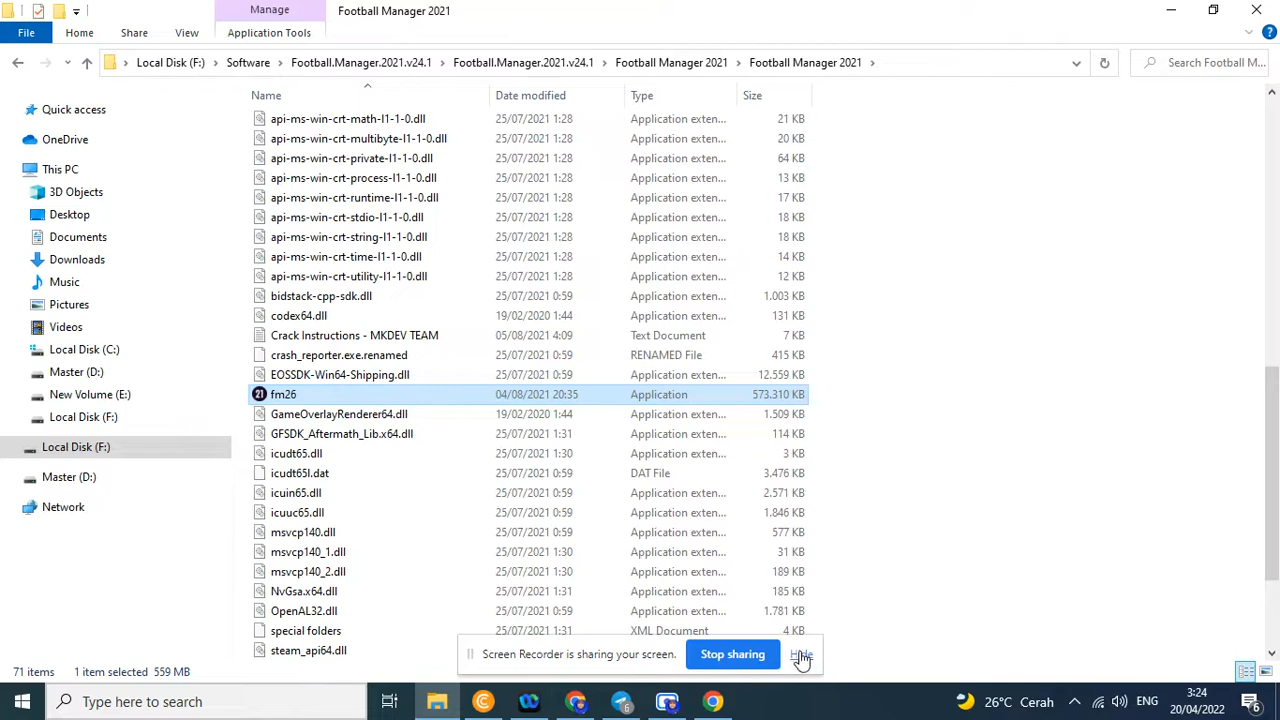 Manage
Football Manager 2021
File
Home
Share
View
Application Tools
Local Disk (F:)
Software
Football.Manager.2021.v24.1
Football.Manager.2021.v24.1
Football Manager 2021
Football Manager 2021
Search Football M...
Name
Date modified
Type
Size
Quick access
OneDrive
This PC
3D Objects
Desktop
Documents
Downloads
Music
Pictures
Videos
Local Disk (C:)
Master (D:)
New Volume (E:)
Local Disk (F:)
Local Disk (F:)
Master (D:)
Network
api-ms-win-crt-math-l1-1-0.dll 25/07/2021 1:28 Application exten... 21 KB
api-ms-win-crt-multibyte-l1-1-0.dll 25/07/2021 1:28 Application exten... 20 KB
api-ms-win-crt-private-l1-1-0.dll 25/07/2021 1:28 Application exten... 64 KB
api-ms-win-crt-process-l1-1-0.dll 25/07/2021 1:28 Application exten... 13 KB
api-ms-win-crt-runtime-l1-1-0.dll 25/07/2021 1:28 Application exten... 17 KB
api-ms-win-crt-stdio-l1-1-0.dll 25/07/2021 1:28 Application exten... 18 KB
api-ms-win-crt-string-l1-1-0.dll 25/07/2021 1:28 Application exten... 18 KB
api-ms-win-crt-time-l1-1-0.dll 25/07/2021 1:28 Application exten... 14 KB
api-ms-win-crt-utility-l1-1-0.dll 25/07/2021 1:28 Application exten... 12 KB
bidstack-cpp-sdk.dll 25/07/2021 0:59 Application exten... 1.003 KB
codex64.dll 19/02/2020 1:44 Application exten... 131 KB
Crack Instructions - MKDEV TEAM 05/08/2021 4:09 Text Document 7 KB
crash_reporter.exe.renamed 25/07/2021 0:59 RENAMED File 415 KB
EOSSDK-Win64-Shipping.dll 25/07/2021 0:59 Application exten... 12.559 KB
21 fm26 04/08/2021 20:35 Application 573.310 KB
GameOverlayRenderer64.dll 19/02/2020 1:44 Application exten... 1.509 KB
GFSDK_Aftermath_Lib.x64.dll 25/07/2021 1:31 Application exten... 114 KB
icudt65.dll 25/07/2021 1:30 Application exten... 3 KB
icudt65l.dat 25/07/2021 0:59 DAT File 3.476 KB
icuin65.dll 25/07/2021 0:59 Application exten... 2.571 KB
icuuc65.dll 25/07/2021 0:59 Application exten... 1.846 KB
msvcp140.dll 25/07/2021 0:59 Application exten... 577 KB
msvcp140_1.dll 25/07/2021 1:30 Application exten... 31 KB
msvcp140_2.dll 25/07/2021 1:30 Application exten... 189 KB
NvGsa.x64.dll 25/07/2021 1:31 Application exten... 185 KB
OpenAL32.dll 25/07/2021 0:59 Application exten... 1.781 KB
special folders 25/07/2021 1:31 XML Document 4 KB
steam_api64.dll
Screen Recorder is sharing your screen.
Stop sharing
Hide
71 items
1 item selected 559 MB
Type here to search
26°C Cerah
ENG
3:24
20/04/2022
6